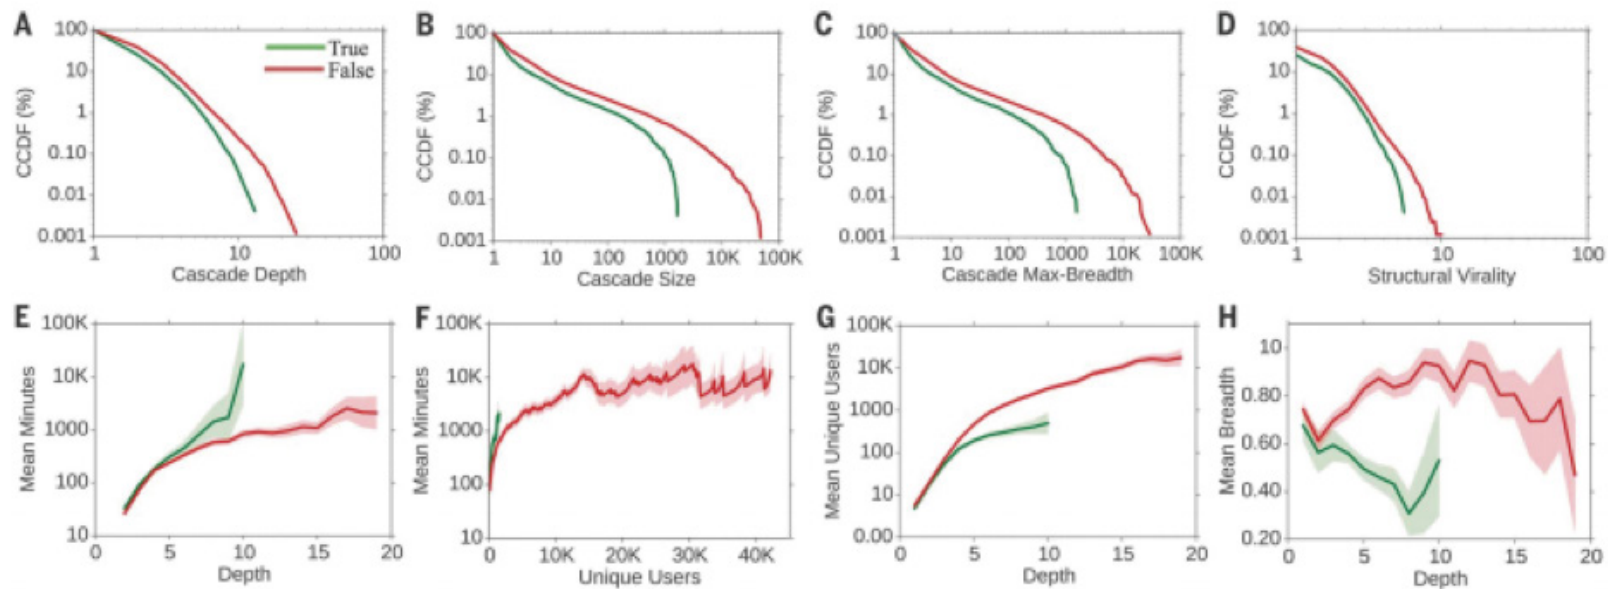 A
CCDF (%)
100
10
1
0.10
0.01
0.001
True
False
1
10
100
Cascade Depth
B
CCDF (%)
100
10
1
0.10
0.01
0.001
1
10
100
1000
10K
100K
Cascade Size
C
CCDF (%)
100
10
1
0.10
0.01
0.001
1
10
100
1000
10K
100K
Cascade Max-Breadth
D
CCDF (%)
100
10
1
0.10
0.01
0.001
1
10
100
Structural Virality
E
Mean Minutes
100K
10K
1000
100
10
0
5
10
15
20
Depth
F
Mean Minutes
100K
10K
1000
100
10
0
10K
20K
30K
40K
Unique Users
G
Mean Unique Users
100K
10K
1000
100
10
0.00
0
5
10
15
20
Depth
H
Mean Breadth
10
0.80
0.60
0.40
0.20
0
5
10
15
20
Depth